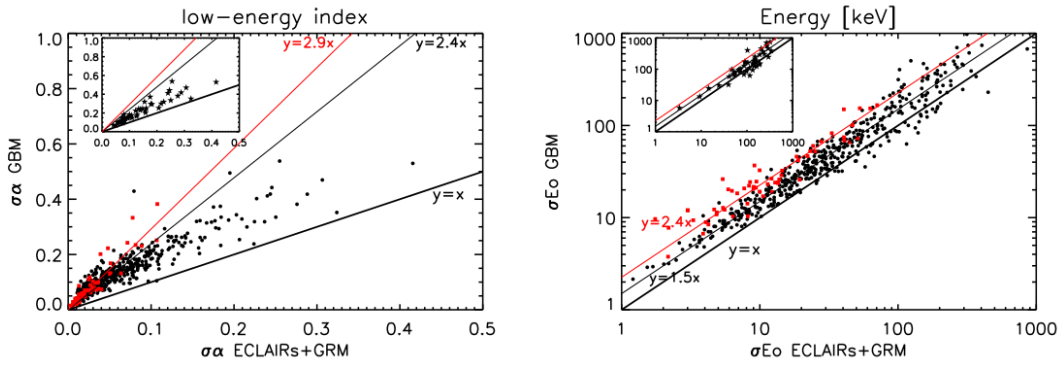 low-energy index
1.0
0.8
0.6
0.4
0.2
0.0
σα GBM
1.0
0.8
0.6
0.4
0.2
0.0
0.0 0.1 0.2 0.3 0.4 0.5
y=2.9x
y=2.4x
y=x
0.0 0.1 0.2 0.3 0.4 0.5
σα ECLAIRs+GRM
Energy [keV]
1000
100
10
1
σEo GBM
1000
100
10
1
1 10 100 1000
y=2.4x
y=1.5x
y=x
1 10 100 1000
σEo ECLAIRs+GRM